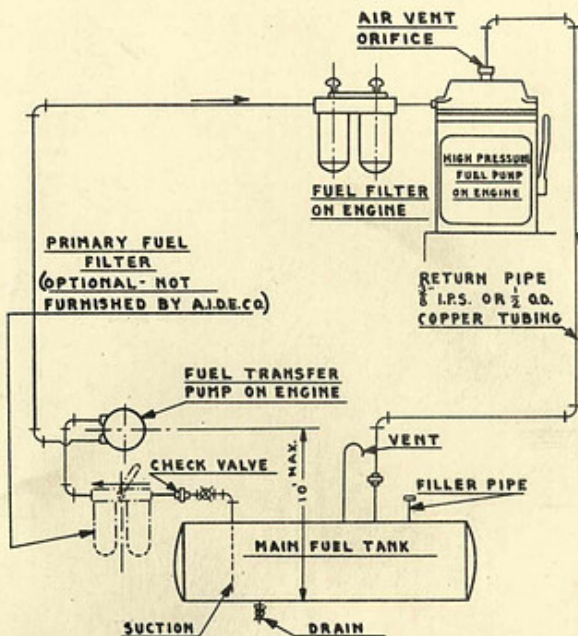 AIR VENT
ORIFICE
HIGH PRESSURE
FUEL PUMP
ON ENGINE
FUEL FILTER
ON ENGINE
PRIMARY FUEL
FILTER
(OPTIONAL - NOT
FURNISHED BY A.I.D.E.CO.)
RETURN PIPE
3/8" I.P.S. OR 1/2 O.D.
COPPER TUBING
FUEL TRANSFER
PUMP ON ENGINE
VENT
10' MAX.
CHECK VALVE
FILLER PIPE
MAIN FUEL TANK
SUCTION
DRAIN